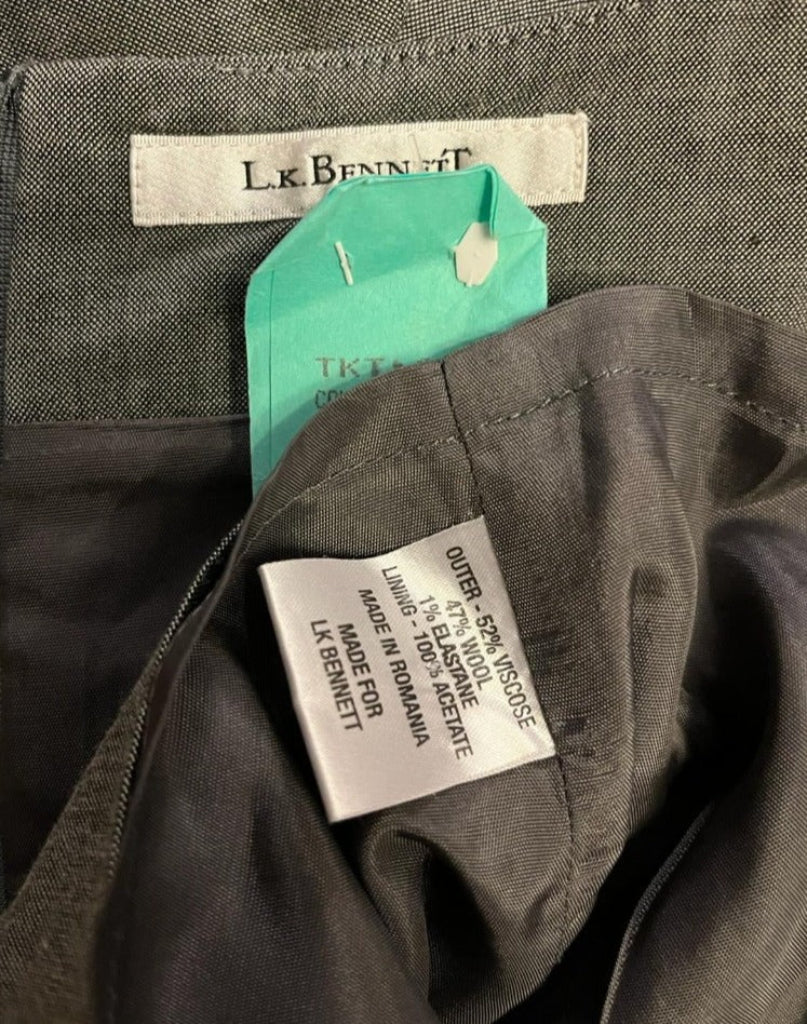 L.K.BENNETT
OUTER - 52% VISCOSE
47% WOOL
1% ELASTANE
LINING - 100% ACETATE
MADE IN ROMANIA
MADE FOR
LK BENNETT